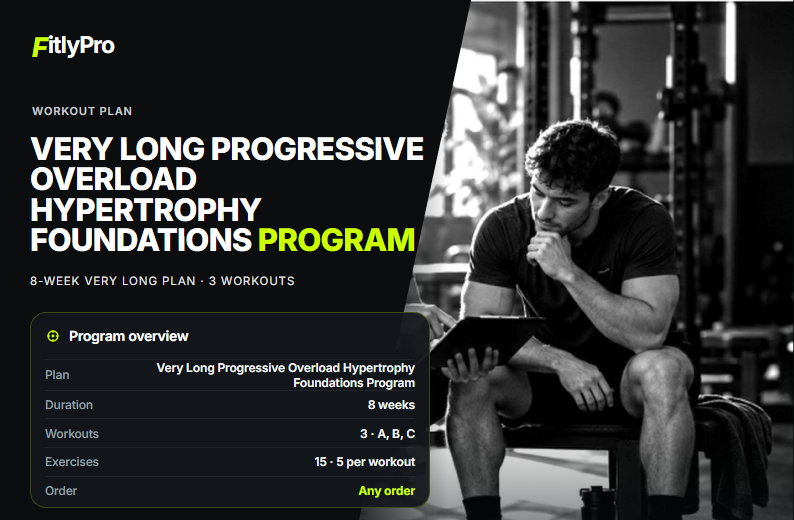 FitlyPro
WORKOUT PLAN
VERY LONG PROGRESSIVE
OVERLOAD
HYPERTROPHY
FOUNDATIONS PROGRAM
8-WEEK VERY LONG PLAN · 3 WORKOUTS
Program overview
Plan Very Long Progressive Overload Hypertrophy
Foundations Program
Duration 8 weeks
Workouts 3 · A, B, C
Exercises 15 · 5 per workout
Order Any order